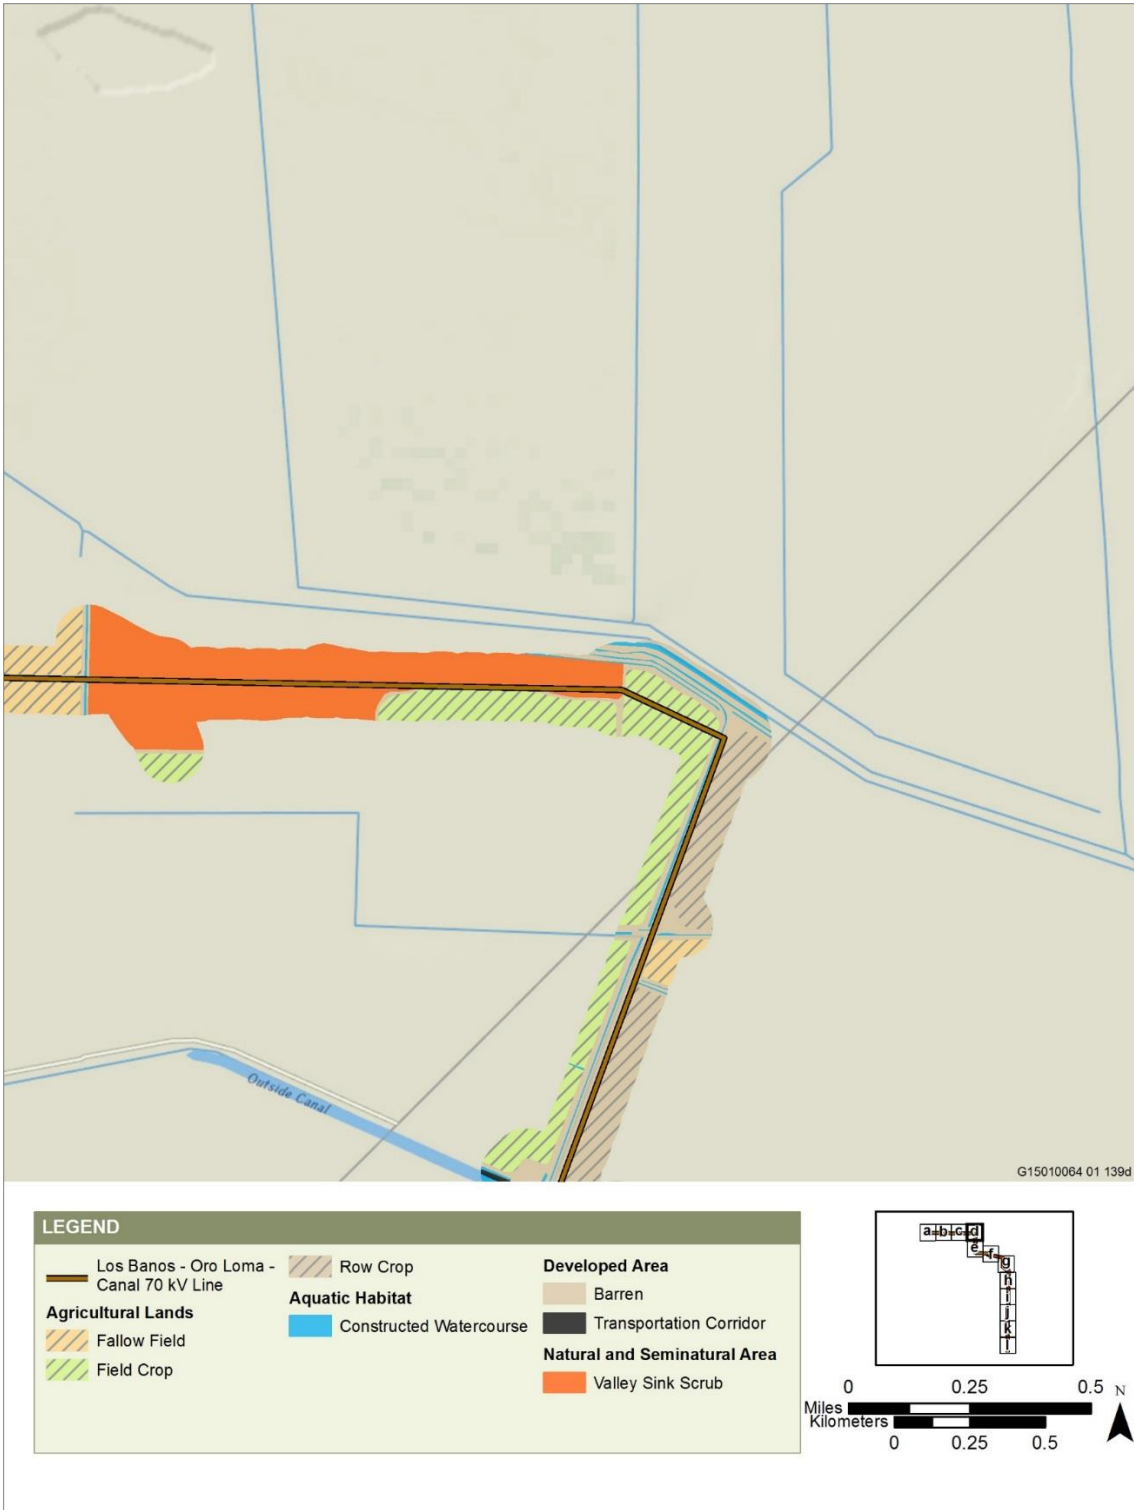 Outside Canal
G15010064 01 139d
LEGEND
Los Banos - Oro Loma -
Canal 70 kV Line
Agricultural Lands
Fallow Field
Field Crop
Row Crop
Aquatic Habitat
Constructed Watercourse
Developed Area
Barren
Transportation Corridor
Natural and Seminatural Area
Valley Sink Scrub
a b c d
e
f
g
h
i
j
k
l
0 0.25 0.5
N
Miles
Kilometers
0 0.25 0.5